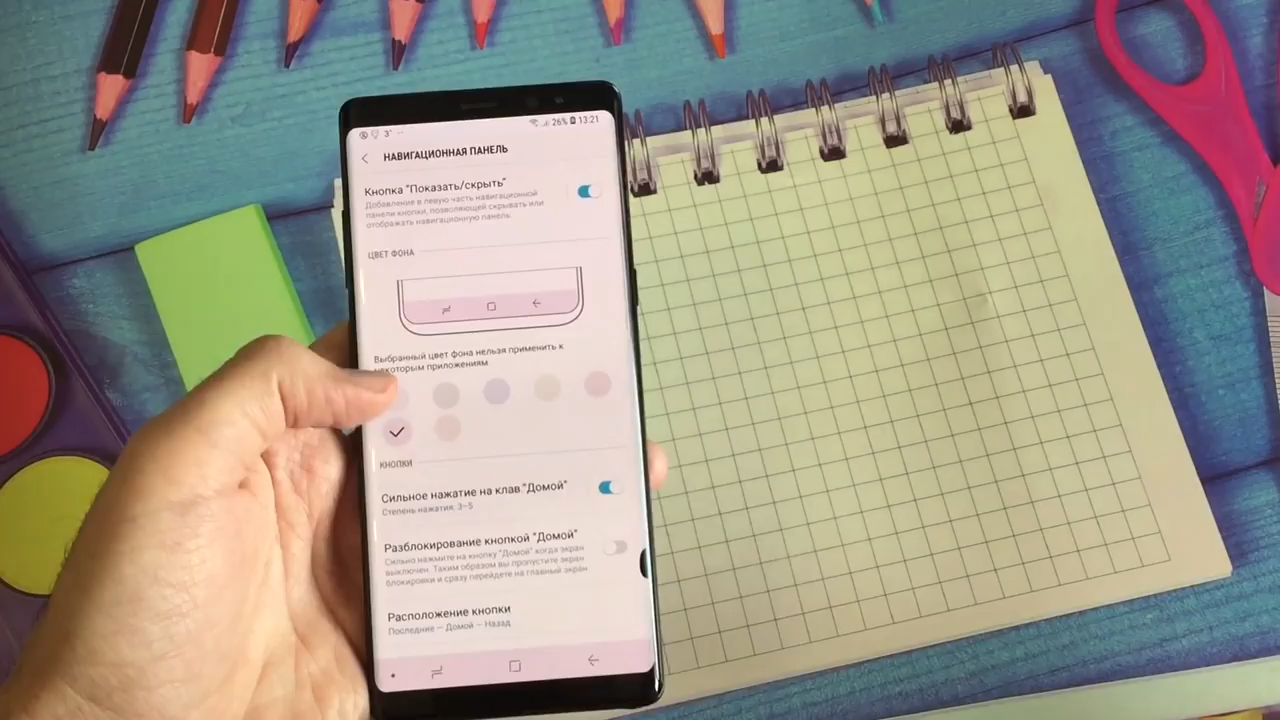 3°
26% 13:21
НАВИГАЦИОННАЯ ПАНЕЛЬ
Кнопка "Показать/скрыть"
Добавление в левую часть навигационной
панели кнопки, позволяющей скрывать или
отображать навигационную панель.
ЦВЕТ ФОНА
Выбранный цвет фона нельзя применить к
некоторым приложениям
КНОПКИ
Сильное нажатие на клав."Домой"
Степень нажатия: 3–5
Разблокирование кнопкой "Домой"
Сильно нажмите на кнопку "Домой" когда экран
выключен. Таким образом вы пропустите экран
блокировки и сразу перейдете на главный экран
Расположение кнопки
Последние — Домой — Назад